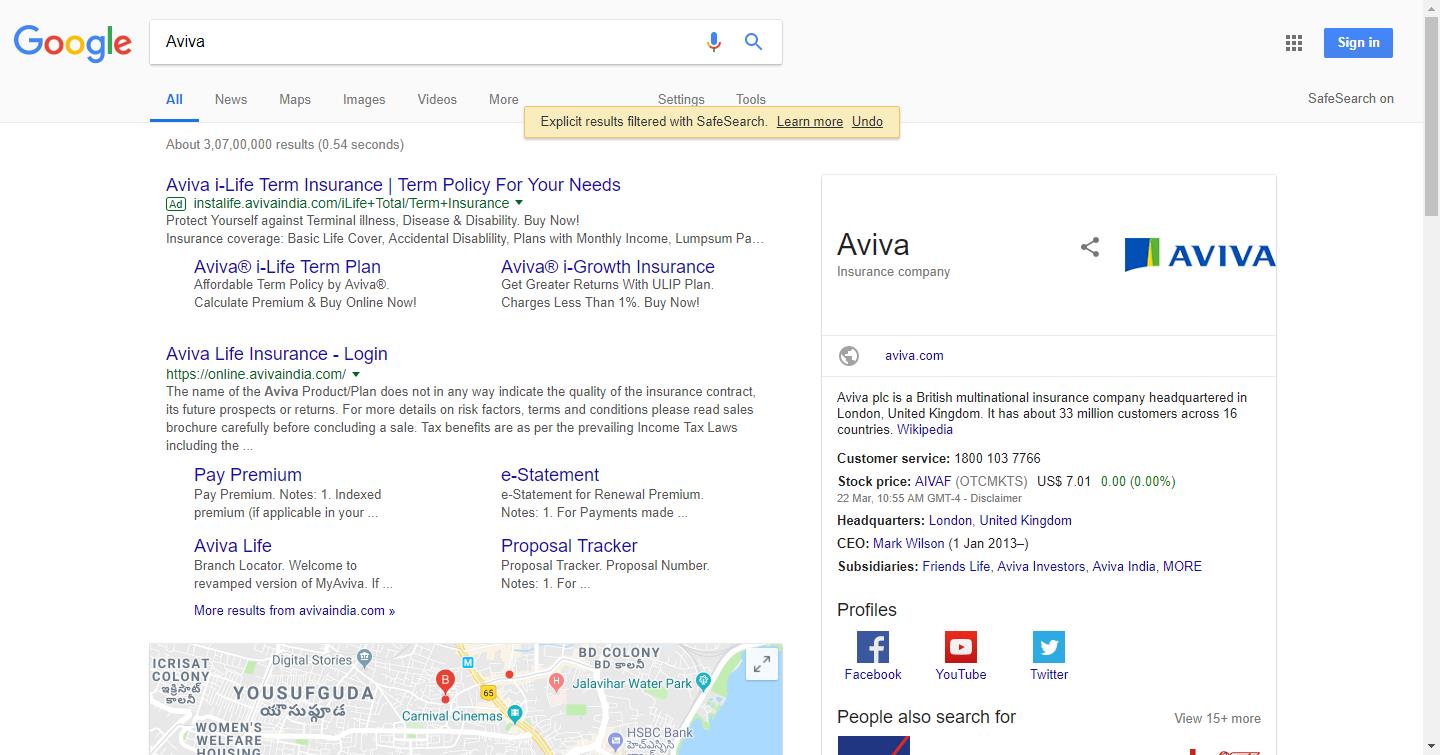 Google
Aviva
Sign in
All News Maps Images Videos More Settings Tools
SafeSearch on
Explicit results filtered with SafeSearch. Learn more Undo
About 3,07,00,000 results (0.54 seconds)
Aviva i-Life Term Insurance | Term Policy For Your Needs
Ad instalife.avivaindia.com/iLife+Total/Term+Insurance
Protect Yourself against Terminal illness, Disease & Disability. Buy Now!
Insurance coverage: Basic Life Cover, Accidental Disablility, Plans with Monthly Income, Lumpsum Pa…
Aviva® i-Life Term Plan
Affordable Term Policy by Aviva®.
Calculate Premium & Buy Online Now!
Aviva® i-Growth Insurance
Get Greater Returns With ULIP Plan.
Charges Less Than 1%. Buy Now!
Aviva Life Insurance - Login
https://online.avivaindia.com/
The name of the Aviva Product/Plan does not in any way indicate the quality of the insurance contract,
its future prospects or returns. For more details on risk factors, terms and conditions please read sales
brochure carefully before concluding a sale. Tax benefits are as per the prevailing Income Tax Laws
including the ...
Pay Premium
Pay Premium. Notes: 1. Indexed
premium (if applicable in your ...
e-Statement
e-Statement for Renewal Premium.
Notes: 1. For Payments made ...
Aviva Life
Branch Locator. Welcome to
revamped version of MyAviva. If ...
Proposal Tracker
Proposal Tracker. Proposal Number.
Notes: 1. For ...
More results from avivaindia.com »
ICRISAT
COLONY
ఇక్రిసాట్
కాలనీ
Digital Stories
M
BD COLONY
BD కాలనీ
YOUSUFGUDA
యూసుఫ్గూడ
B
65
H
Jalavihar Water Park
Carnival Cinemas
WOMEN'S
WELFARE
HOUSING
HSBC Bank
Aviva
Insurance company
AVIVA
aviva.com
Aviva plc is a British multinational insurance company headquartered in
London, United Kingdom. It has about 33 million customers across 16
countries. Wikipedia
Customer service: 1800 103 7766
Stock price: AIVAF (OTCMKTS) US$ 7.01 0.00 (0.00%)
22 Mar, 10:55 AM GMT-4 - Disclaimer
Headquarters: London, United Kingdom
CEO: Mark Wilson (1 Jan 2013–)
Subsidiaries: Friends Life, Aviva Investors, Aviva India, MORE
Profiles
Facebook YouTube Twitter
People also search for View 15+ more